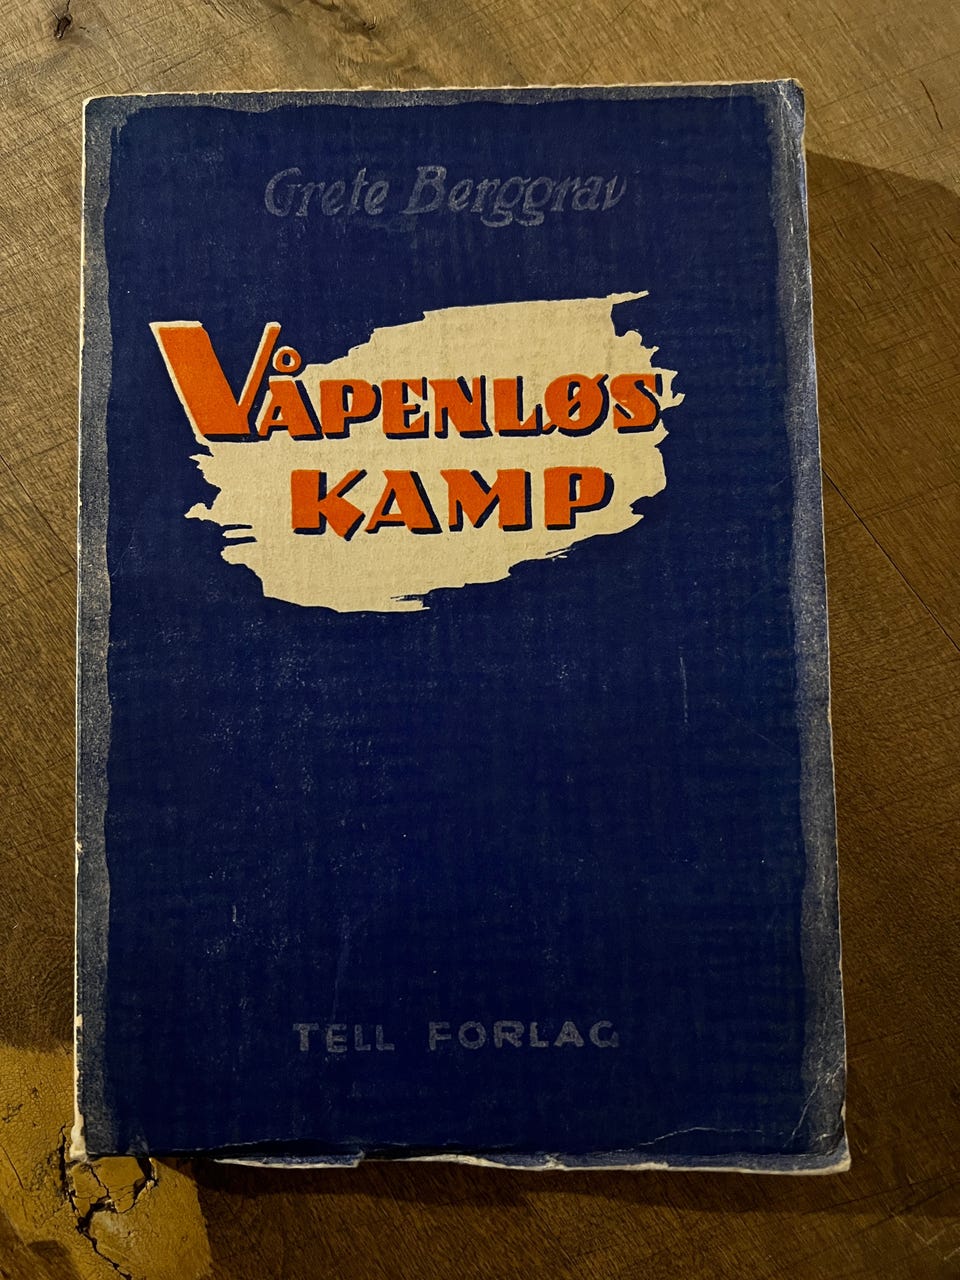 Grete Berggrav
VÅPENLØS
KAMP
TELL FORLAG